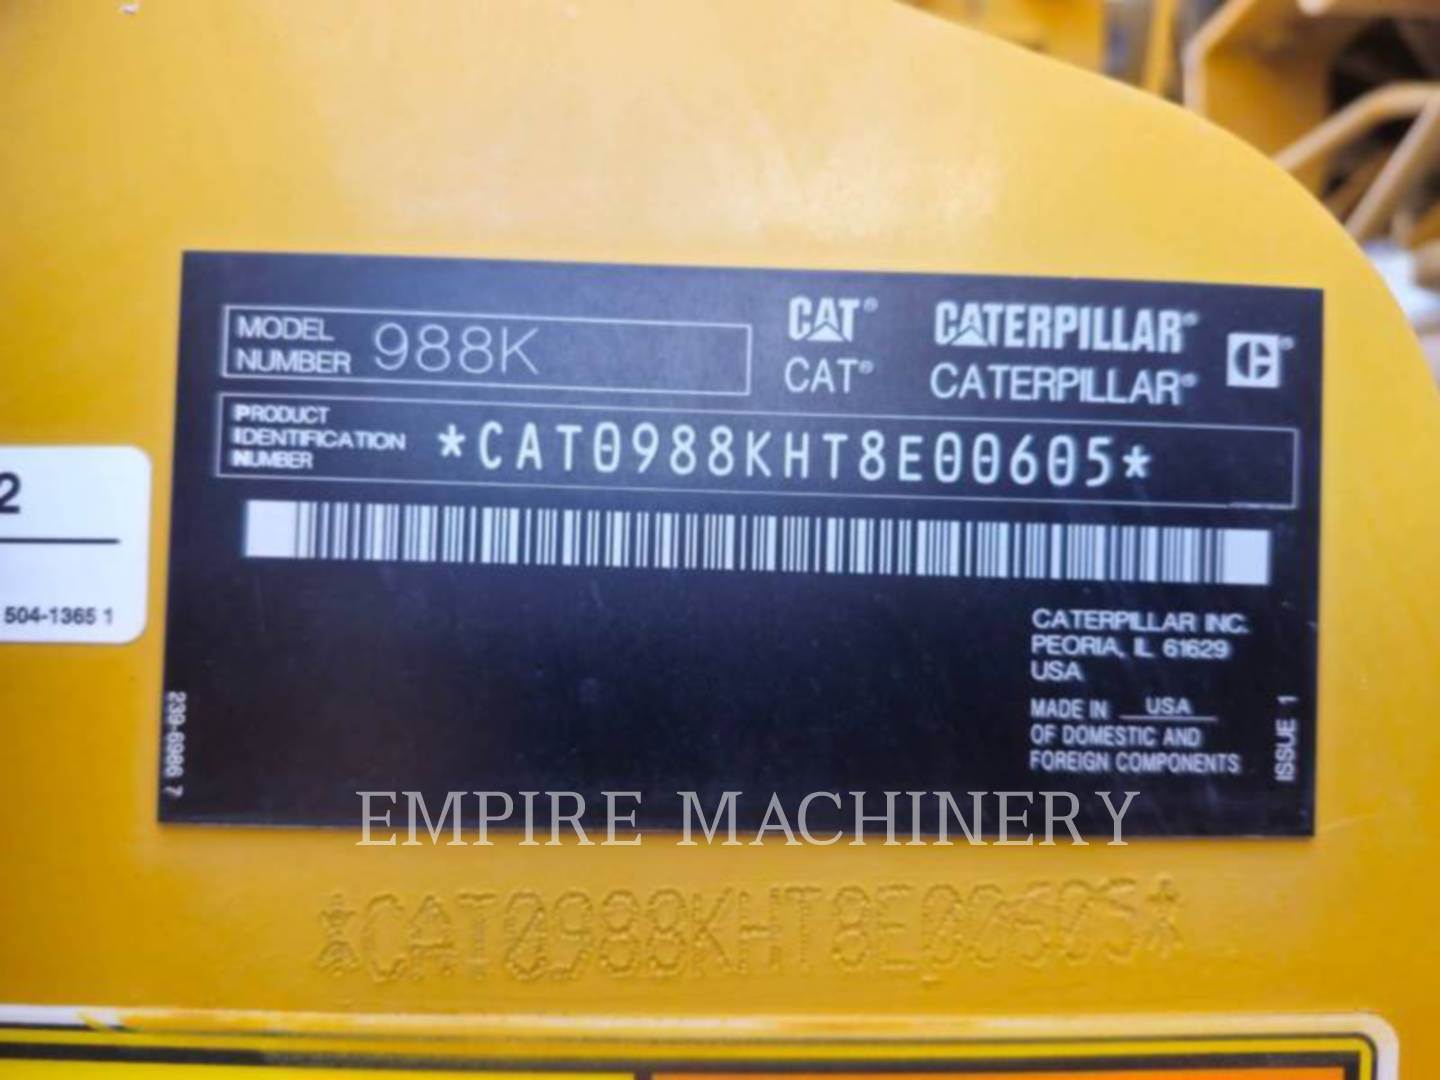 MODEL
NUMBER 988K
CAT® CATERPILLAR®
CAT® CATERPILLAR®
PRODUCT
IDENTIFICATION
NUMBER
*CAT0988KHT8E00605*
2
504-1365 1
CATERPILLAR INC.
PEORIA, IL 61629
USA
MADE IN USA
OF DOMESTIC AND
FOREIGN COMPONENTS
239-6986 7
ISSUE 1
EMPIRE MACHINERY
*CAT0988KHT8E00605*